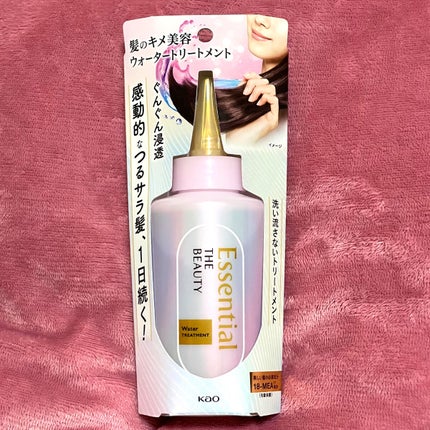 髪のキメ美容
ウォータートリートメント
イメージ
ぐんぐん浸透
感動的なつるサラ髪、1日続く!
洗い流さないトリートメント
Essential
THE
BEAUTY
Water
TREATMENT
18-MEA
Kao